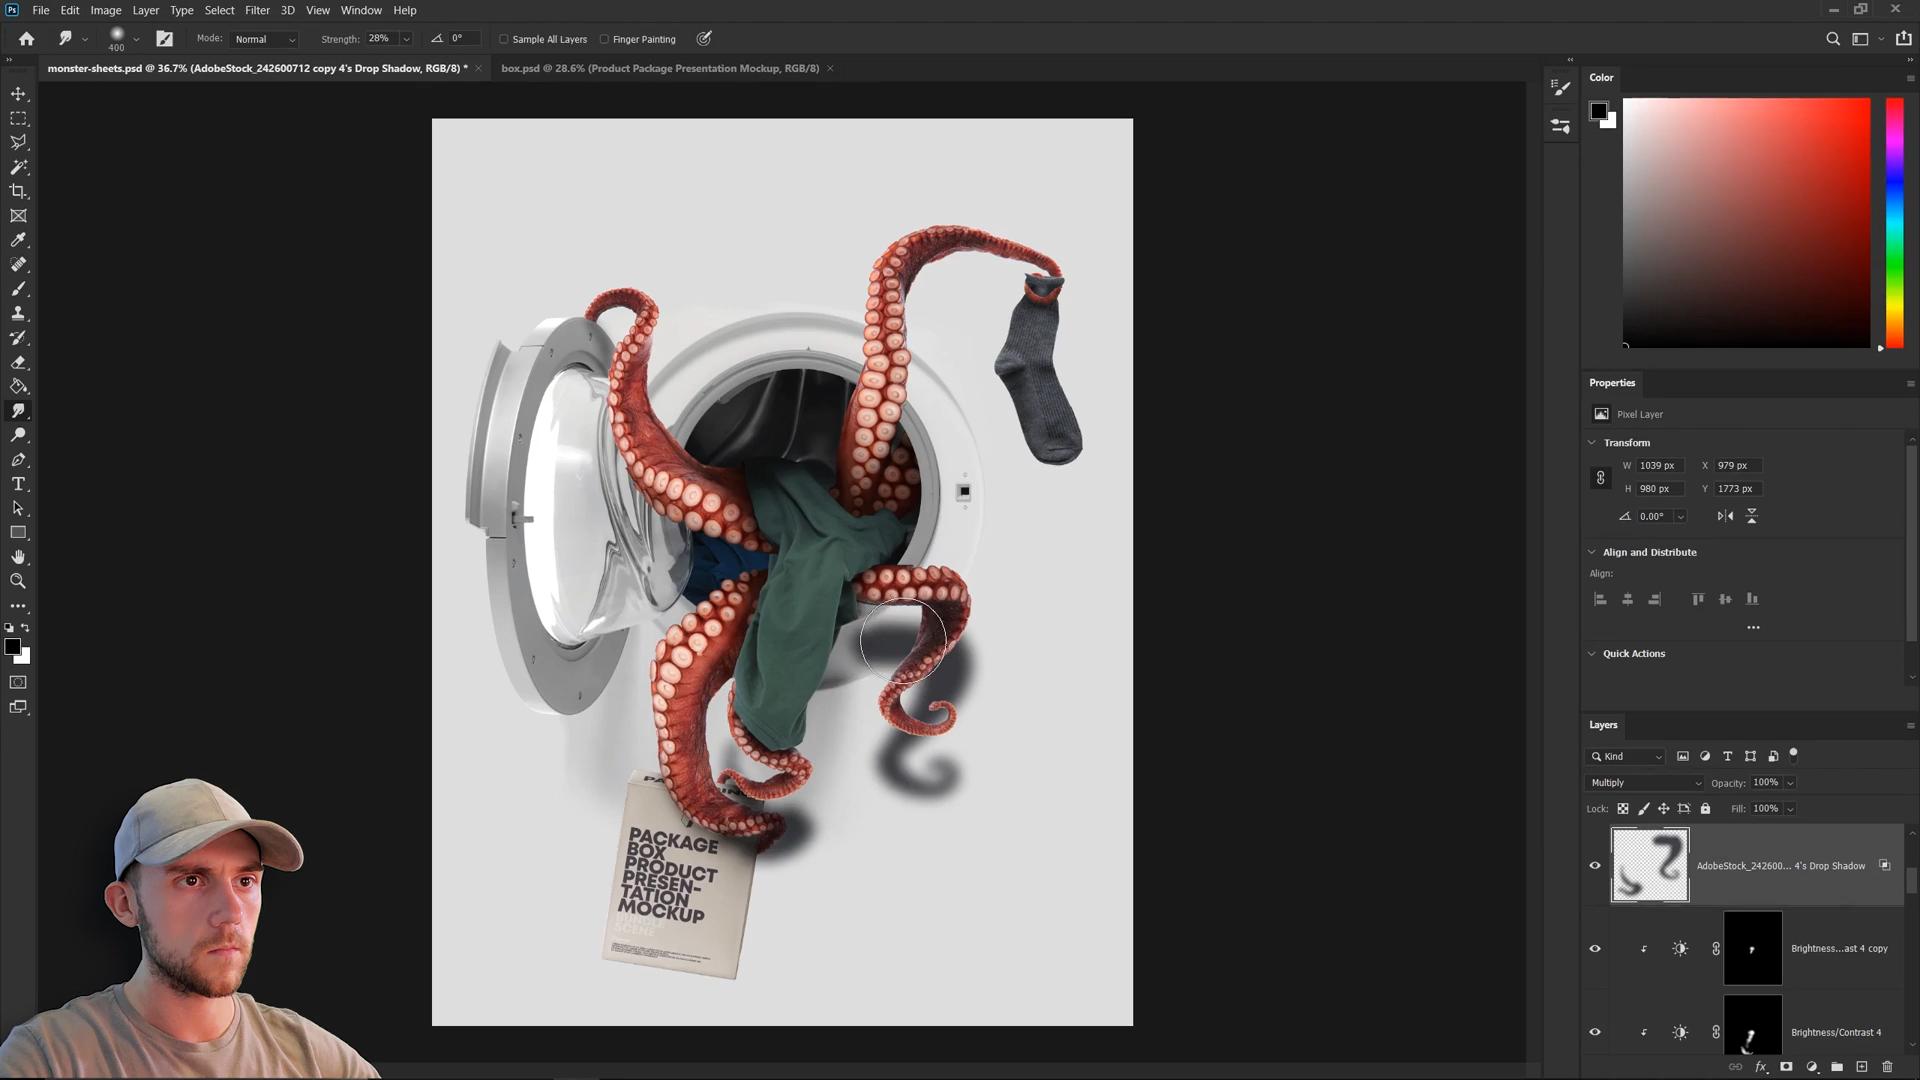 Ps File Edit Image Layer Type Select Filter 3D View Window Help
400 Mode: Normal Strength: 28% 0° Sample All Layers Finger Painting
monster-sheets.psd @ 36.7% (AdobeStock_242600712 copy 4's Drop Shadow, RGB/8) * box.psd @ 28.6% (Product Package Presentation Mockup, RGB/8)
Color
Properties
Pixel Layer
Transform
W 1039 px X 979 px
H 980 px Y 1773 px
0.00°
Align and Distribute
Align:
Quick Actions
Layers
Kind
Multiply Opacity: 100%
Lock: Fill: 100%
AdobeStock_242600... 4's Drop Shadow
Brightness...ast 4 copy
Brightness/Contrast 4
PACKAGE
BOX
PRODUCT
PRESEN-
TATION
MOCKUP
SCENE